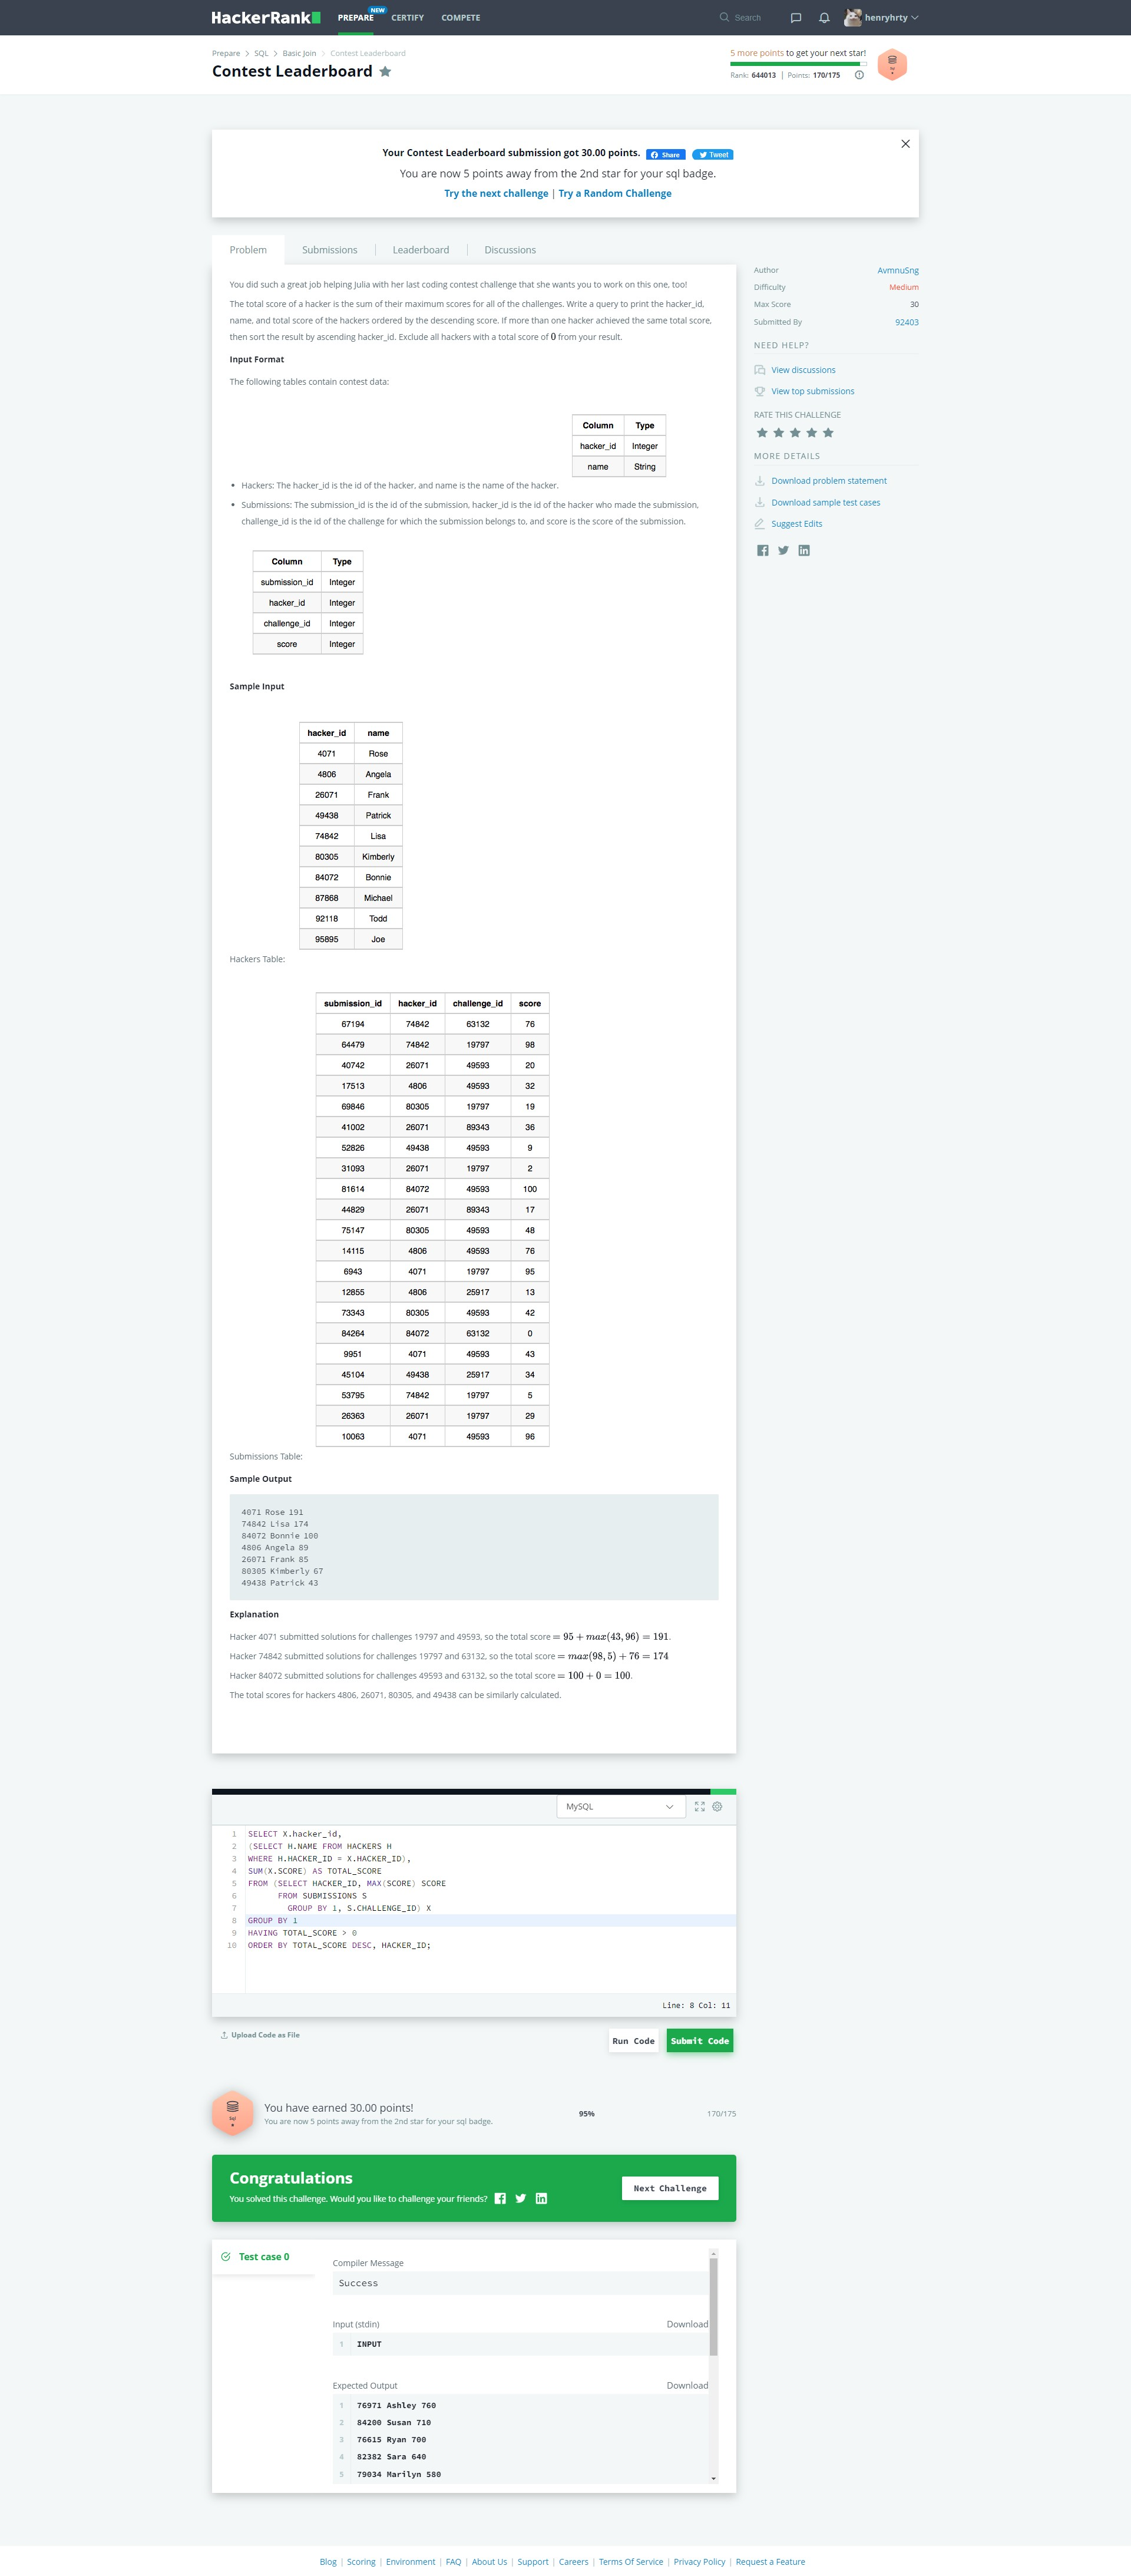 HackerRank
PREPARE
NEW
CERTIFY
COMPETE
Search
henryhrty
Prepare > SQL > Basic Join > Contest Leaderboard
Contest Leaderboard
5 more points to get your next star!
Rank: 644013 | Points: 170/175
Sql
Your Contest Leaderboard submission got 30.00 points. Share Tweet
You are now 5 points away from the 2nd star for your sql badge.
Try the next challenge | Try a Random Challenge
Problem
Submissions
Leaderboard
Discussions
You did such a great job helping Julia with her last coding contest challenge that she wants you to work on this one, too!
The total score of a hacker is the sum of their maximum scores for all of the challenges. Write a query to print the hacker_id,
name, and total score of the hackers ordered by the descending score. If more than one hacker achieved the same total score,
then sort the result by ascending hacker_id. Exclude all hackers with a total score of 0 from your result.
Input Format
The following tables contain contest data:
Column Type
hacker_id Integer
name String
• Hackers: The hacker_id is the id of the hacker, and name is the name of the hacker.
• Submissions: The submission_id is the id of the submission, hacker_id is the id of the hacker who made the submission,
challenge_id is the id of the challenge for which the submission belongs to, and score is the score of the submission.
Column Type
submission_id Integer
hacker_id Integer
challenge_id Integer
score Integer
Sample Input
hacker_id name
4071 Rose
4806 Angela
26071 Frank
49438 Patrick
74842 Lisa
80305 Kimberly
84072 Bonnie
87868 Michael
92118 Todd
95895 Joe
Hackers Table:
submission_id hacker_id challenge_id score
67194 74842 63132 76
64479 74842 19797 98
40742 26071 49593 20
17513 4806 49593 32
69846 80305 19797 19
41002 26071 89343 36
52826 49438 49593 9
31093 26071 19797 2
81614 84072 49593 100
44829 26071 89343 17
75147 80305 49593 48
14115 4806 49593 76
6943 4071 19797 95
12855 4806 25917 13
73343 80305 49593 42
84264 84072 63132 0
9951 4071 49593 43
45104 49438 25917 34
53795 74842 19797 5
26363 26071 19797 29
10063 4071 49593 96
Submissions Table:
Sample Output
4071 Rose 191
74842 Lisa 174
84072 Bonnie 100
4806 Angela 89
26071 Frank 85
80305 Kimberly 67
49438 Patrick 43
Explanation
Hacker 4071 submitted solutions for challenges 19797 and 49593, so the total score = 95 + max(43, 96) = 191.
Hacker 74842 submitted solutions for challenges 19797 and 63132, so the total score = max(98, 5) + 76 = 174
Hacker 84072 submitted solutions for challenges 49593 and 63132, so the total score = 100 + 0 = 100.
The total scores for hackers 4806, 26071, 80305, and 49438 can be similarly calculated.
Author AvmnuSng
Difficulty Medium
Max Score 30
Submitted By 92403
NEED HELP?
View discussions
View top submissions
RATE THIS CHALLENGE
MORE DETAILS
Download problem statement
Download sample test cases
Suggest Edits
MySQL
1 SELECT X.hacker_id,
2 (SELECT H.NAME FROM HACKERS H
3 WHERE H.HACKER_ID = X.HACKER_ID),
4 SUM(X.SCORE) AS TOTAL_SCORE
5 FROM (SELECT HACKER_ID, MAX(SCORE) SCORE
6 FROM SUBMISSIONS S
7 GROUP BY 1, S.CHALLENGE_ID) X
8 GROUP BY 1
9 HAVING TOTAL_SCORE > 0
10 ORDER BY TOTAL_SCORE DESC, HACKER_ID;
Line: 8 Col: 11
Upload Code as File
Run Code
Submit Code
Sql
You have earned 30.00 points!
You are now 5 points away from the 2nd star for your sql badge.
95%
170/175
Congratulations
You solved this challenge. Would you like to challenge your friends?
Next Challenge
Test case 0
Compiler Message
Success
Input (stdin) Download
1 INPUT
Expected Output Download
1 76971 Ashley 760
2 84200 Susan 710
3 76615 Ryan 700
4 82382 Sara 640
5 79034 Marilyn 580
Blog | Scoring | Environment | FAQ | About Us | Support | Careers | Terms Of Service | Privacy Policy | Request a Feature